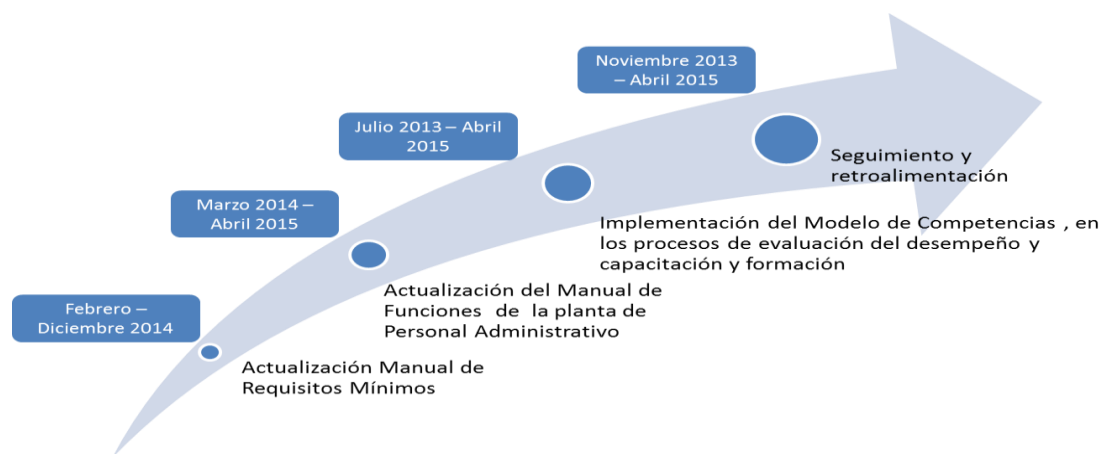 Noviembre 2013
– Abril 2015
Seguimiento y
retroalimentación
Julio 2013 – Abril
2015
Implementación del Modelo de Competencias , en
los procesos de evaluación del desempeño y
capacitación y formación
Marzo 2014 –
Abril 2015
Actualización del Manual de
Funciones de la planta de
Personal Administrativo
Febrero –
Diciembre 2014
Actualización Manual de
Requisitos Mínimos